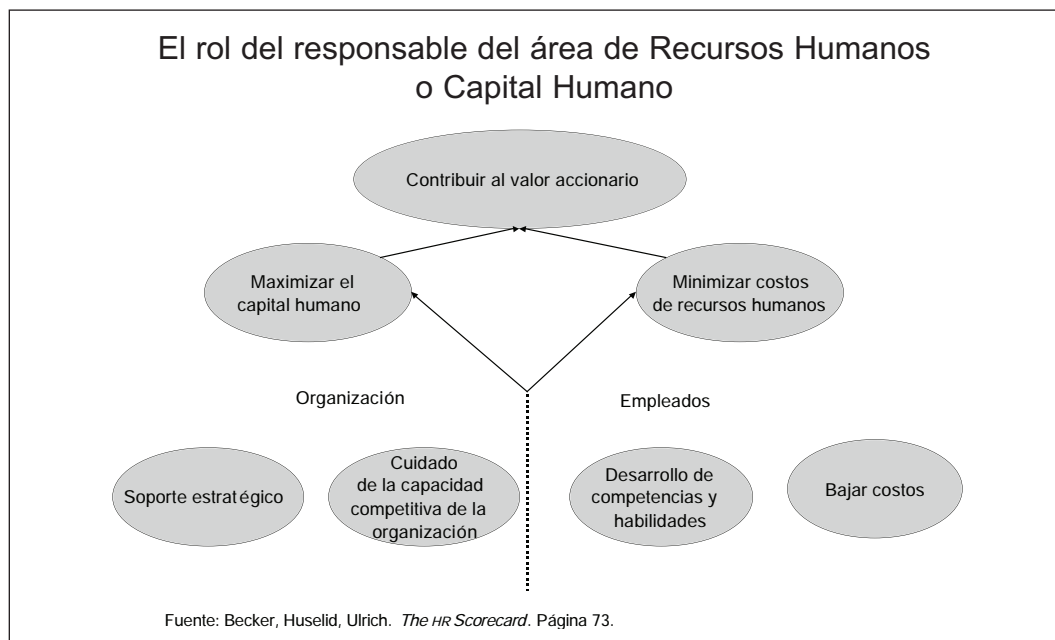 El rol del responsable del área de Recursos Humanos
o Capital Humano
Contribuir al valor accionario
Maximizar el
capital humano
Minimizar costos
de recursos humanos
Organización
Empleados
Soporte estratégico
Cuidado
de la capacidad
competitiva de la
organización
Desarrollo de
competencias y
habilidades
Bajar costos
Fuente: Becker, Huselid, Ulrich. The HR Scorecard. Página 73.